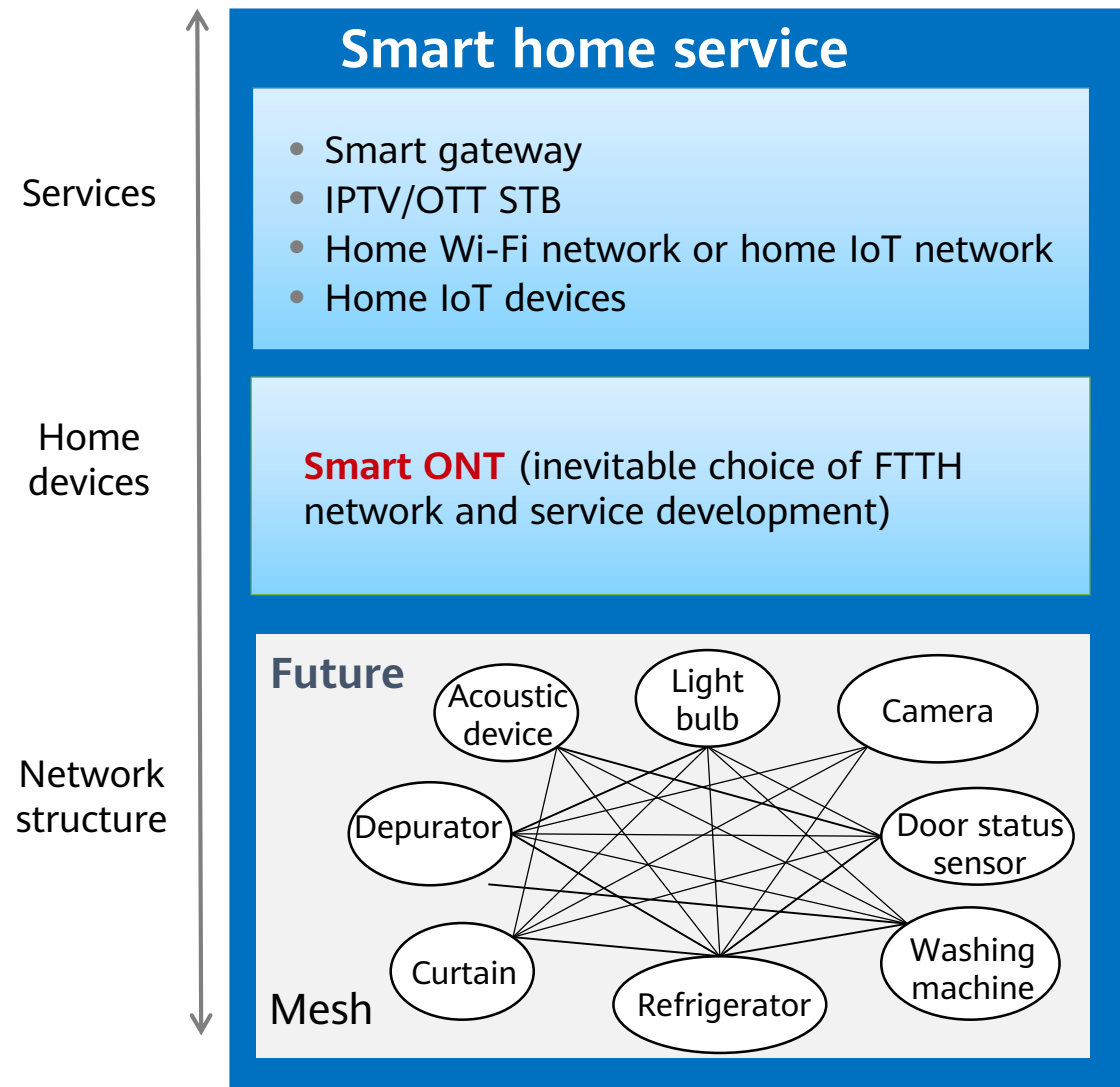 Smart home service
Services
• Smart gateway
• IPTV/OTT STB
• Home Wi-Fi network or home IoT network
• Home IoT devices
Home
devices
Smart ONT (inevitable choice of FTTH
network and service development)
Network
structure
Future
Acoustic
device
Light
bulb
Camera
Depurator
Door status
sensor
Curtain
Refrigerator
Washing
machine
Mesh